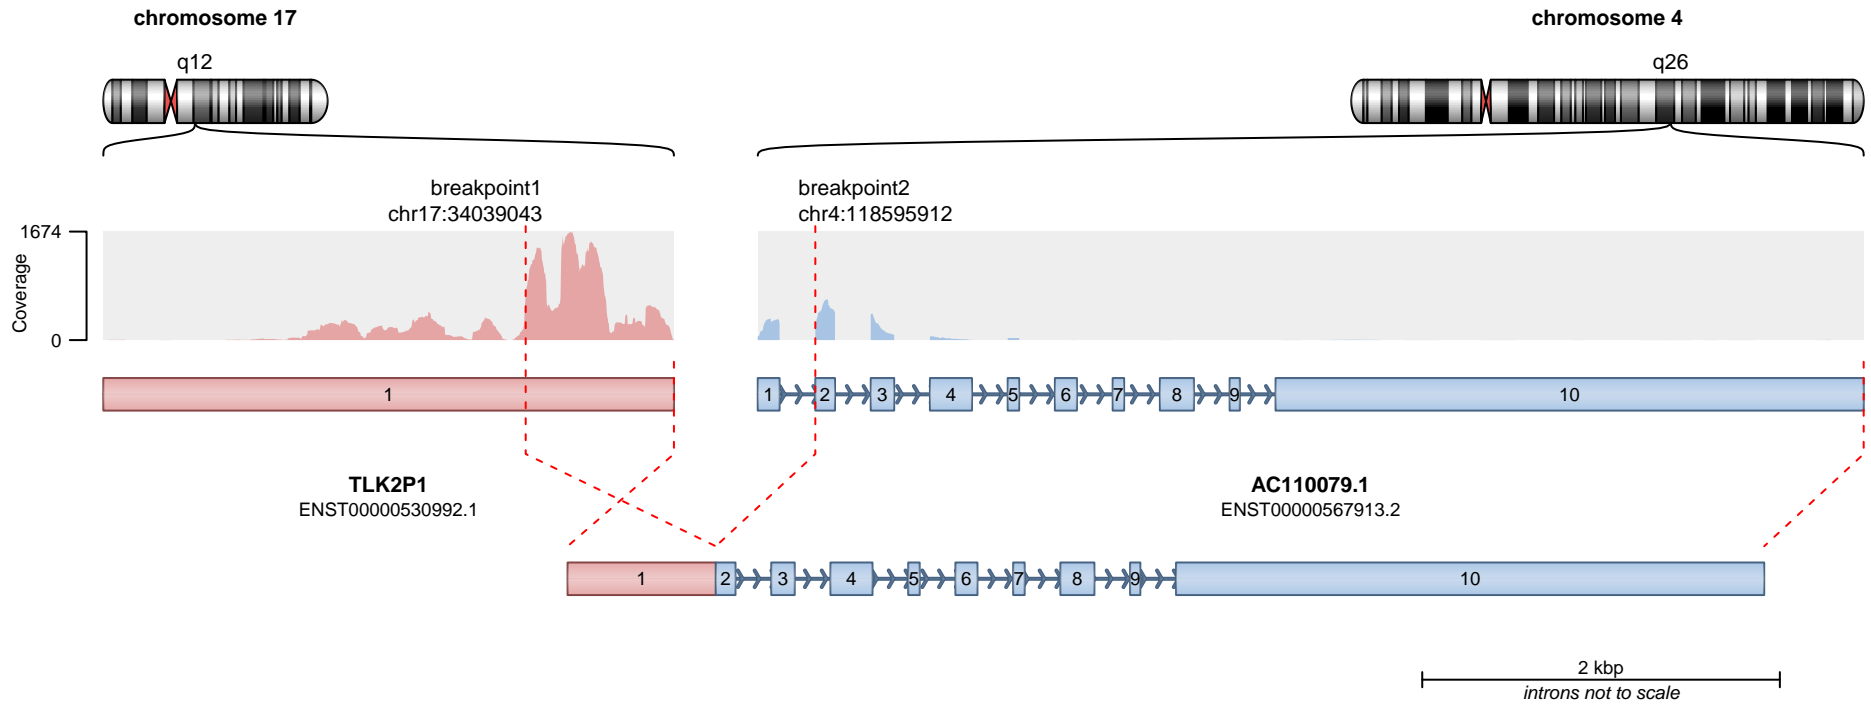 chromosome 17
chromosome 4
q12
q26
breakpoint1
chr17:34039043
breakpoint2
chr4:118595912
1674
Coverage
0
1
1 2 3 4 5 6 7 8 9 10
TLK2P1
ENST00000530992.1
AC110079.1
ENST00000567913.2
1 2 3 4 5 6 7 8 9 10
2 kbp
introns not to scale